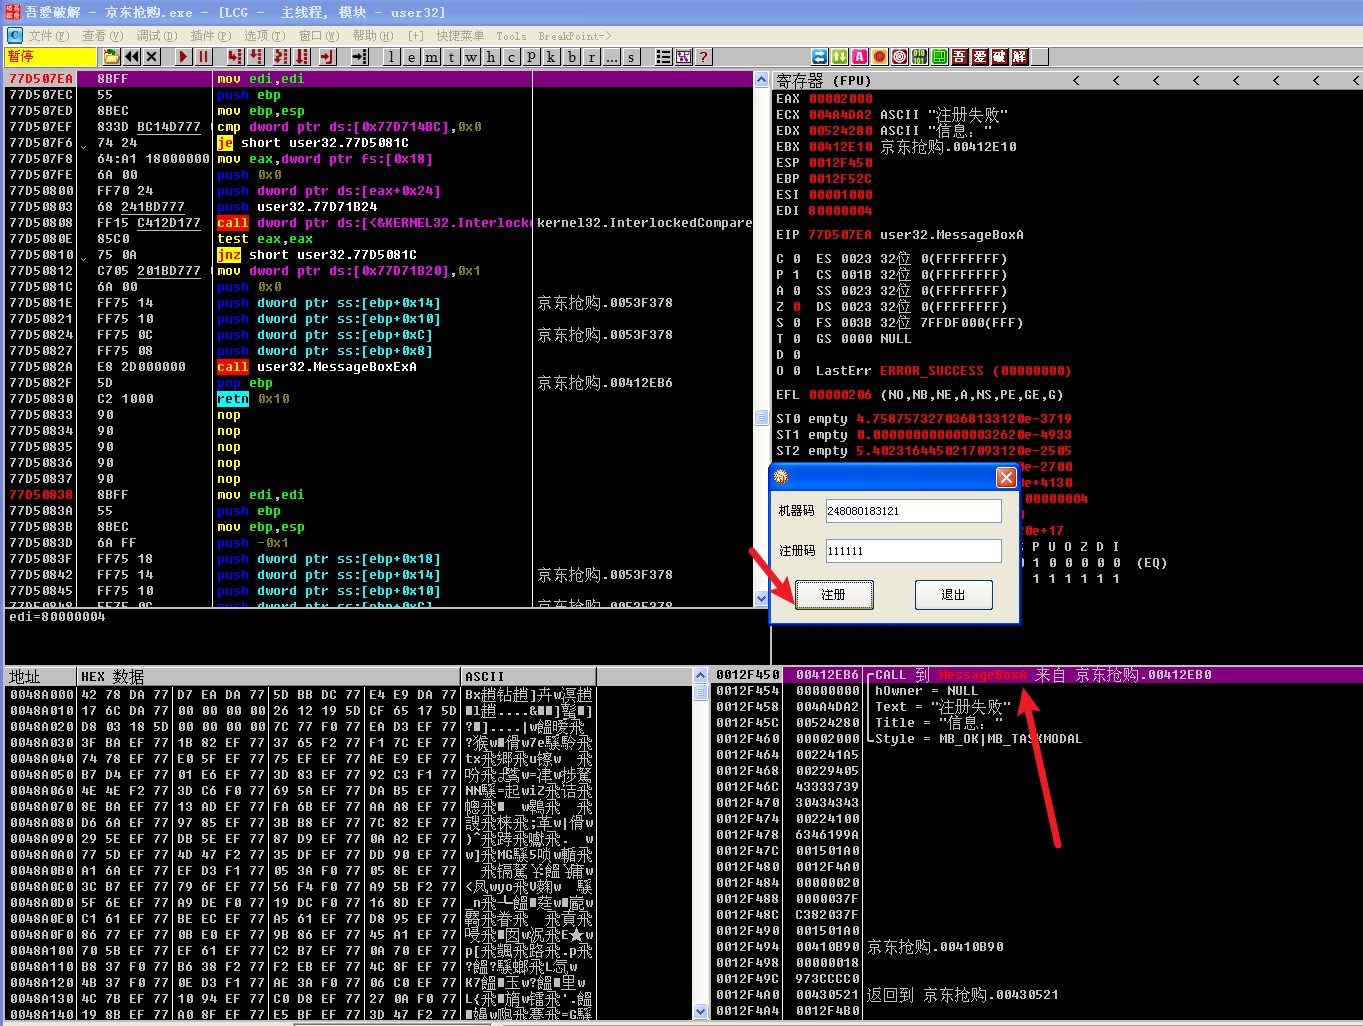 吾愛破解 - 京东抢购.exe - [LCG - 主线程, 模块 - user32]
文件(F) 查看(V) 调试(D) 插件(P) 选项(T) 窗口(W) 帮助(H) [+] 快捷菜单 Tools BreakPoint->
暂停 l e m t w h c p k b r ... s ? 吾 爱 破 解
77D507EA 8BFF mov edi,edi
77D507EC 55 push ebp
77D507ED 8BEC mov ebp,esp
77D507EF 833D BC14D777 cmp dword ptr ds:[0x77D714BC],0x0
77D507F6 74 24 je short user32.77D5081C
77D507F8 64:A1 18000000 mov eax,dword ptr fs:[0x18]
77D507FE 6A 00 push 0x0
77D50800 FF70 24 push dword ptr ds:[eax+0x24]
77D50803 68 241BD777 push user32.77D71B24
77D50808 FF15 C412D177 call dword ptr ds:[<&KERNEL32.Interlocke kernel32.InterlockedCompare
77D5080E 85C0 test eax,eax
77D50810 75 0A jnz short user32.77D5081C
77D50812 C705 201BD777 mov dword ptr ds:[0x77D71B20],0x1
77D5081C 6A 00 push 0x0
77D5081E FF75 14 push dword ptr ss:[ebp+0x14] 京东抢购.0053F378
77D50821 FF75 10 push dword ptr ss:[ebp+0x10]
77D50824 FF75 0C push dword ptr ss:[ebp+0xC] 京东抢购.0053F378
77D50827 FF75 08 push dword ptr ss:[ebp+0x8]
77D5082A E8 2D000000 call user32.MessageBoxExA
77D5082F 5D pop ebp 京东抢购.00412EB6
77D50830 C2 1000 retn 0x10
77D50833 90 nop
77D50834 90 nop
77D50835 90 nop
77D50836 90 nop
77D50837 90 nop
77D50838 8BFF mov edi,edi
77D5083A 55 push ebp
77D5083B 8BEC mov ebp,esp
77D5083D 6A FF push -0x1
77D5083F FF75 18 push dword ptr ss:[ebp+0x18]
77D50842 FF75 14 push dword ptr ss:[ebp+0x14] 京东抢购.0053F378
77D50845 FF75 10 push dword ptr ss:[ebp+0x10]
77D50848 FF75 0C push dword ptr ss:[ebp+0xC] 京东抢购.0053F378
edi=80000004
寄存器 (FPU) < < < < < < < <
EAX 00002000
ECX 004A4DA2 ASCII "注册失败"
EDX 00524280 ASCII "信息："
EBX 00412E10 京东抢购.00412E10
ESP 0012F450
EBP 0012F52C
ESI 00001000
EDI 80000004
EIP 77D507EA user32.MessageBoxA
C 0 ES 0023 32位 0(FFFFFFFF)
P 1 CS 001B 32位 0(FFFFFFFF)
A 0 SS 0023 32位 0(FFFFFFFF)
Z 0 DS 0023 32位 0(FFFFFFFF)
S 0 FS 003B 32位 7FFDF000(FFF)
T 0 GS 0000 NULL
D 0
O 0 LastErr ERROR_SUCCESS (00000000)
EFL 00000206 (NO,NB,NE,A,NS,PE,GE,G)
ST0 empty 4.7587573270368133120e-3719
ST1 empty 0.0000000000000032620e-4933
ST2 empty 5.4023164450217093120e-2505
0e-2700
0e+4130
00000004
20e+17
P U O Z D I
1 0 0 0 0 0 (EQ)
1 1 1 1 1 1
机器码 248080183121
注册码 111111
注册 退出
地址 HEX 数据 ASCII
0048A000 42 78 DA 77 D7 EA DA 77 5D BB DC 77 E4 E9 DA 77
0048A010 17 6C DA 77 00 00 00 00 26 12 19 5D CF 65 17 5D
0048A020 D8 03 18 5D 00 00 00 00 7C 77 F0 77 EA D3 EF 77
0048A030 3F BA EF 77 1B 82 EF 77 37 65 F2 77 F1 7C EF 77
0048A040 74 78 EF 77 E0 5F EF 77 75 EF EF 77 AE E9 EF 77
0048A050 B7 D4 EF 77 01 E6 EF 77 3D 83 EF 77 92 C3 F1 77
0048A060 4E 4E F2 77 3D C6 F0 77 69 5A EF 77 DA B5 EF 77
0048A070 8E BA EF 77 13 AD EF 77 FA 6B EF 77 AA A8 EF 77
0048A080 D6 6A EF 77 97 85 EF 77 3B B8 EF 77 7C 82 EF 77
0048A090 29 5E EF 77 DB 5E EF 77 87 D9 EF 77 0A A2 EF 77
0048A0A0 77 5D EF 77 4D 47 F2 77 35 DF EF 77 DD 90 EF 77
0048A0B0 A1 6A EF 77 EF D3 F1 77 05 3A F0 77 05 8E EF 77
0048A0C0 3C B7 EF 77 79 6F EF 77 56 F4 F0 77 A9 5B F2 77
0048A0D0 5F 6E EF 77 A9 DE F0 77 19 DC F0 77 16 8D EF 77
0048A0E0 C1 61 EF 77 BE EC EF 77 A5 61 EF 77 D8 95 EF 77
0048A0F0 86 77 EF 77 0B E0 EF 77 9B 86 EF 77 45 A1 EF 77
0048A100 70 5B EF 77 EF 61 EF 77 C2 B7 EF 77 0A 70 EF 77
0048A110 B8 37 F0 77 B6 38 F2 77 F2 EB EF 77 4C 8F EF 77
0048A120 4B 37 F0 77 0E D3 F1 77 AE 3A F0 77 06 C0 EF 77
0048A130 4C 7B EF 77 10 94 EF 77 C0 D8 EF 77 27 0A F0 77
0048A140 19 8B EF 77 A0 8F EF 77 E5 BF EF 77 3D 47 F2 77
0012F450 00412EB6 CALL 到 MessageBoxA 来自 京东抢购.00412EB0
0012F454 00000000 hOwner = NULL
0012F458 004A4DA2 Text = "注册失败"
0012F45C 00524280 Title = "信息："
0012F460 00002000 Style = MB_OK|MB_TASKMODAL
0012F464 002241A5
0012F468 00229405
0012F46C 43333739
0012F470 30434343
0012F474 00224100
0012F478 6346199A
0012F47C 001501A0
0012F480 0012F4A0
0012F484 00000020
0012F488 0000037F
0012F48C C382037F
0012F490 001501A0
0012F494 00410B90 京东抢购.00410B90
0012F498 00000018
0012F49C 973CCCC0
0012F4A0 00430521 返回到 京东抢购.00430521
0012F4A4 0012F4B0